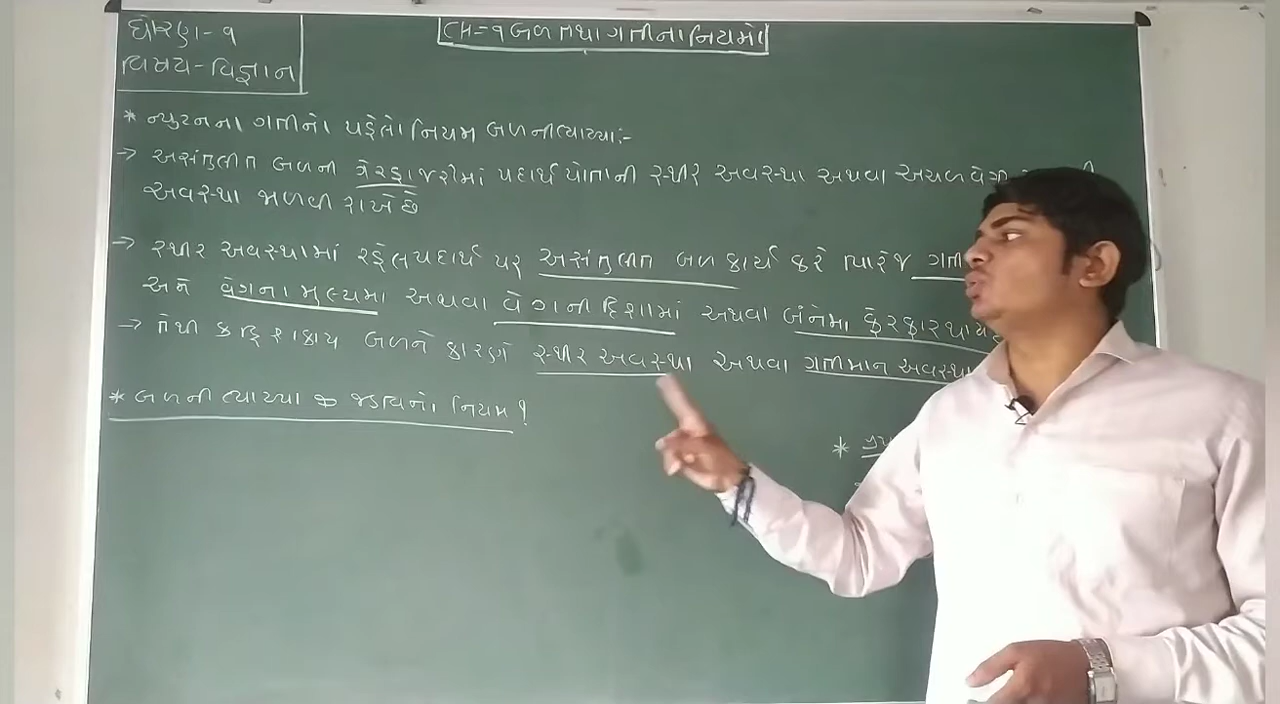 ધોરણ-૧
વિષય-વિજ્ઞાન
CH=૧ બળ તથા ગતીના નિયમો
* ન્યુટનના ગતીનો પહેલો નિયમ બળની વ્યાખ્યા:-
→ અસંતુલીત બળની ગેરહાજરીમાં પદાર્થ પોતાની સ્થીર અવસ્થા અથવા અચળવેગી
અવસ્થા જાળવી રાખે છે
→ સ્થીર અવસ્થામાં રહેલ પદાર્થ પર અસંતુલીત બળ કાર્ય કરે ત્યારે જ
અને વેગના મુલ્યમાં અથવા વેગની દિશામાં અથવા બંનેમાં ફેરફાર થાય
→ તેથી કહિ શકાય બળને કારણે સ્થીર અવસ્થા અથવા ગતીમાન અવસ્થા
* બળની વ્યાખ્યા જડત્વનો નિયમ ?
*